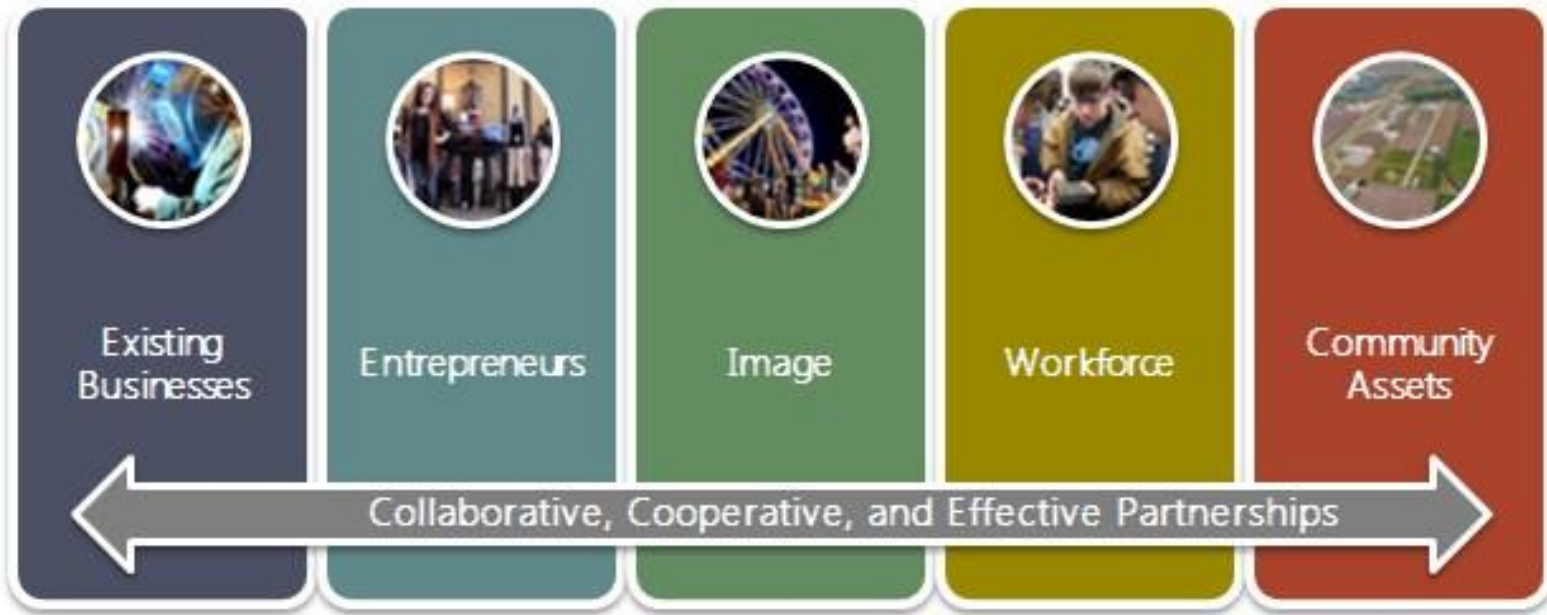 Existing
Businesses
Entrepreneurs
Image
Workforce
Community
Assets
Collaborative, Cooperative, and Effective Partnerships